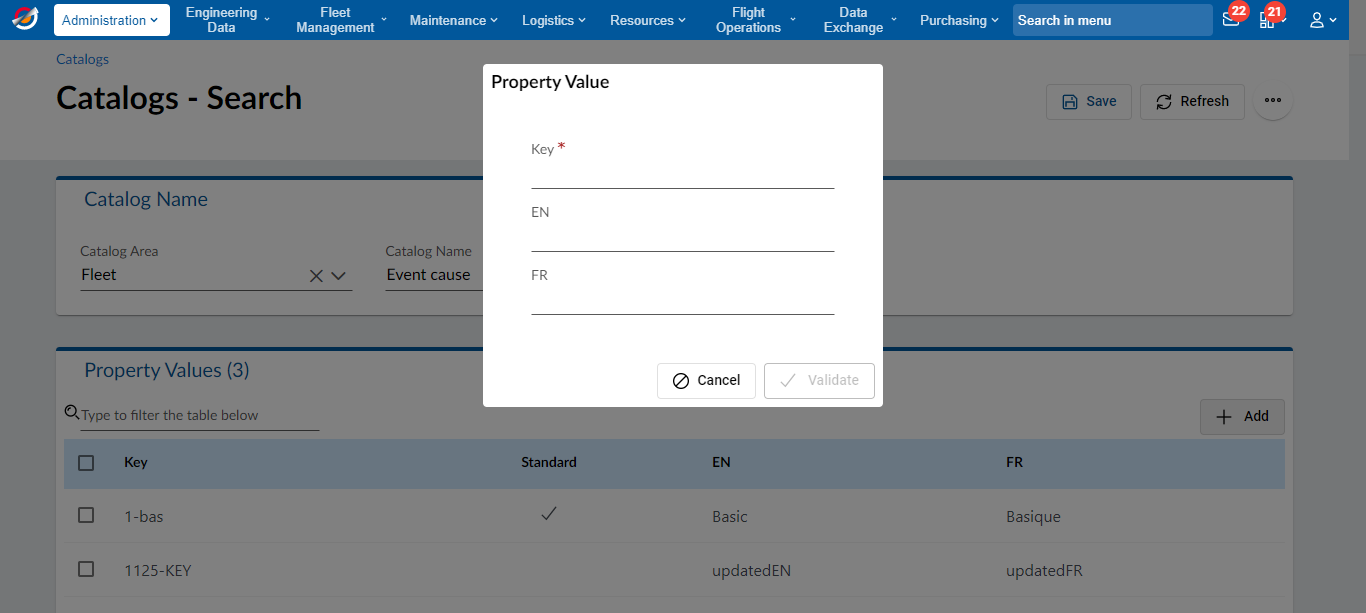 Administration
Engineering
Data
Fleet
Management
Maintenance
Logistics
Resources
Flight
Operations
Data
Exchange
Purchasing
Search in menu
22
21
Catalogs
Catalogs - Search
Save
Refresh
Property Value
Key *
EN
FR
Cancel
Validate
Catalog Name
Catalog Area
Catalog Name
Fleet
Event cause
Property Values (3)
Type to filter the table below
Add
Key Standard EN FR
1-bas Basic Basique
1125-KEY updatedEN updatedFR